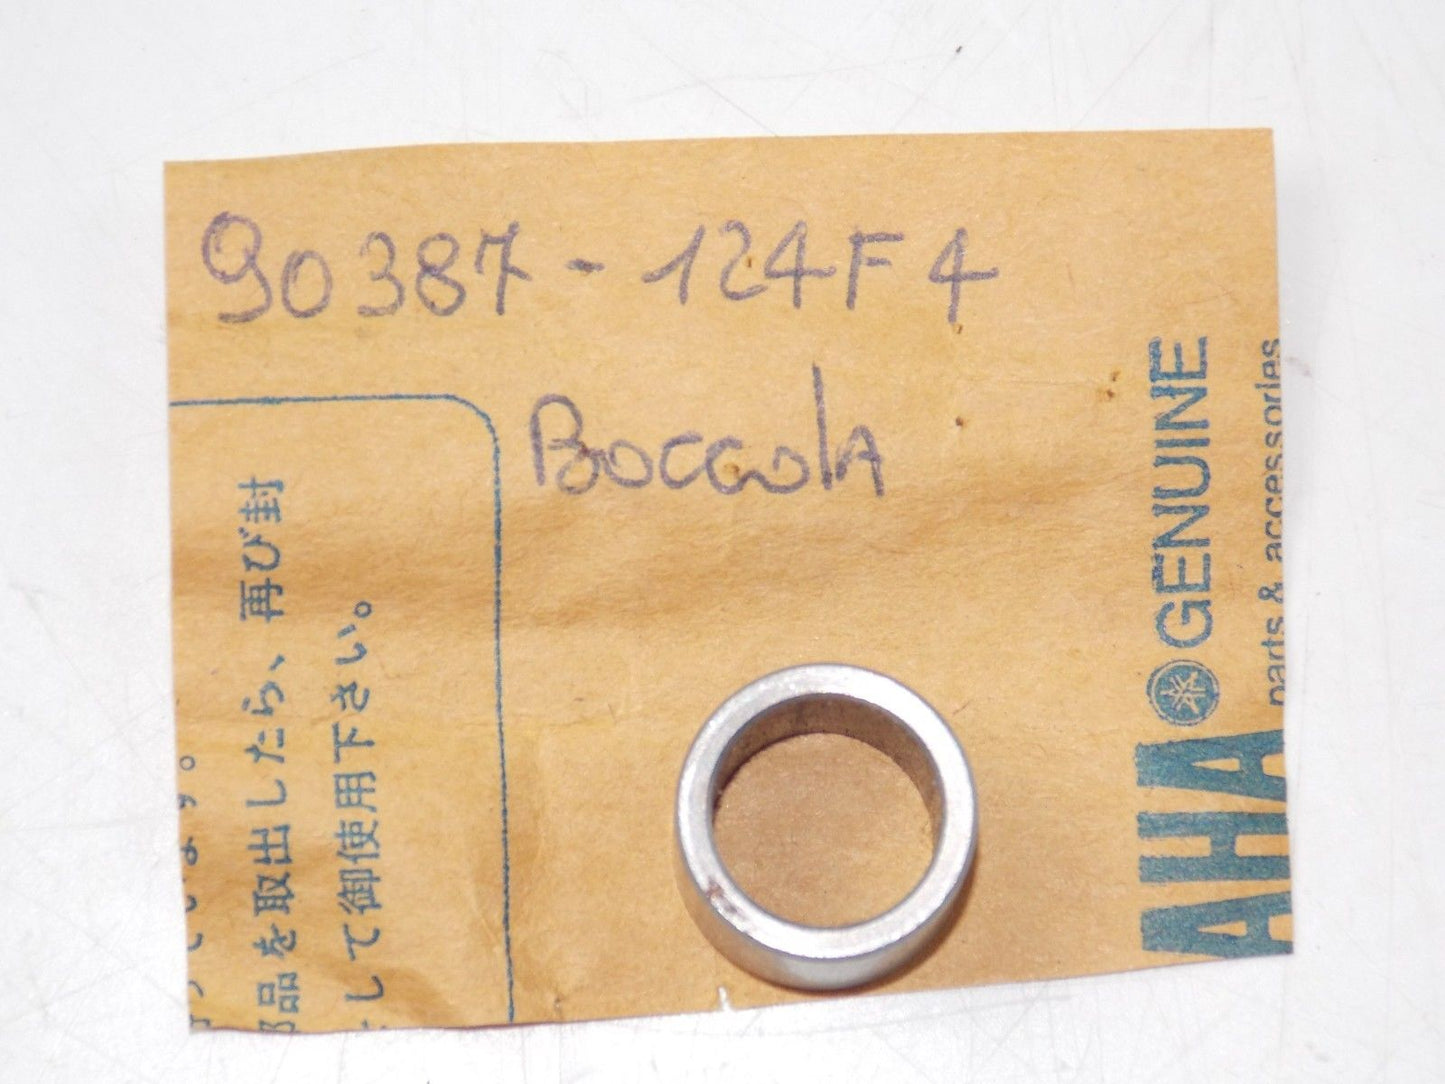 90387-124F4
BoccolA
GENUINE
parts & accessories
AHA
品を取出したら、再び封
して御使用下さい。